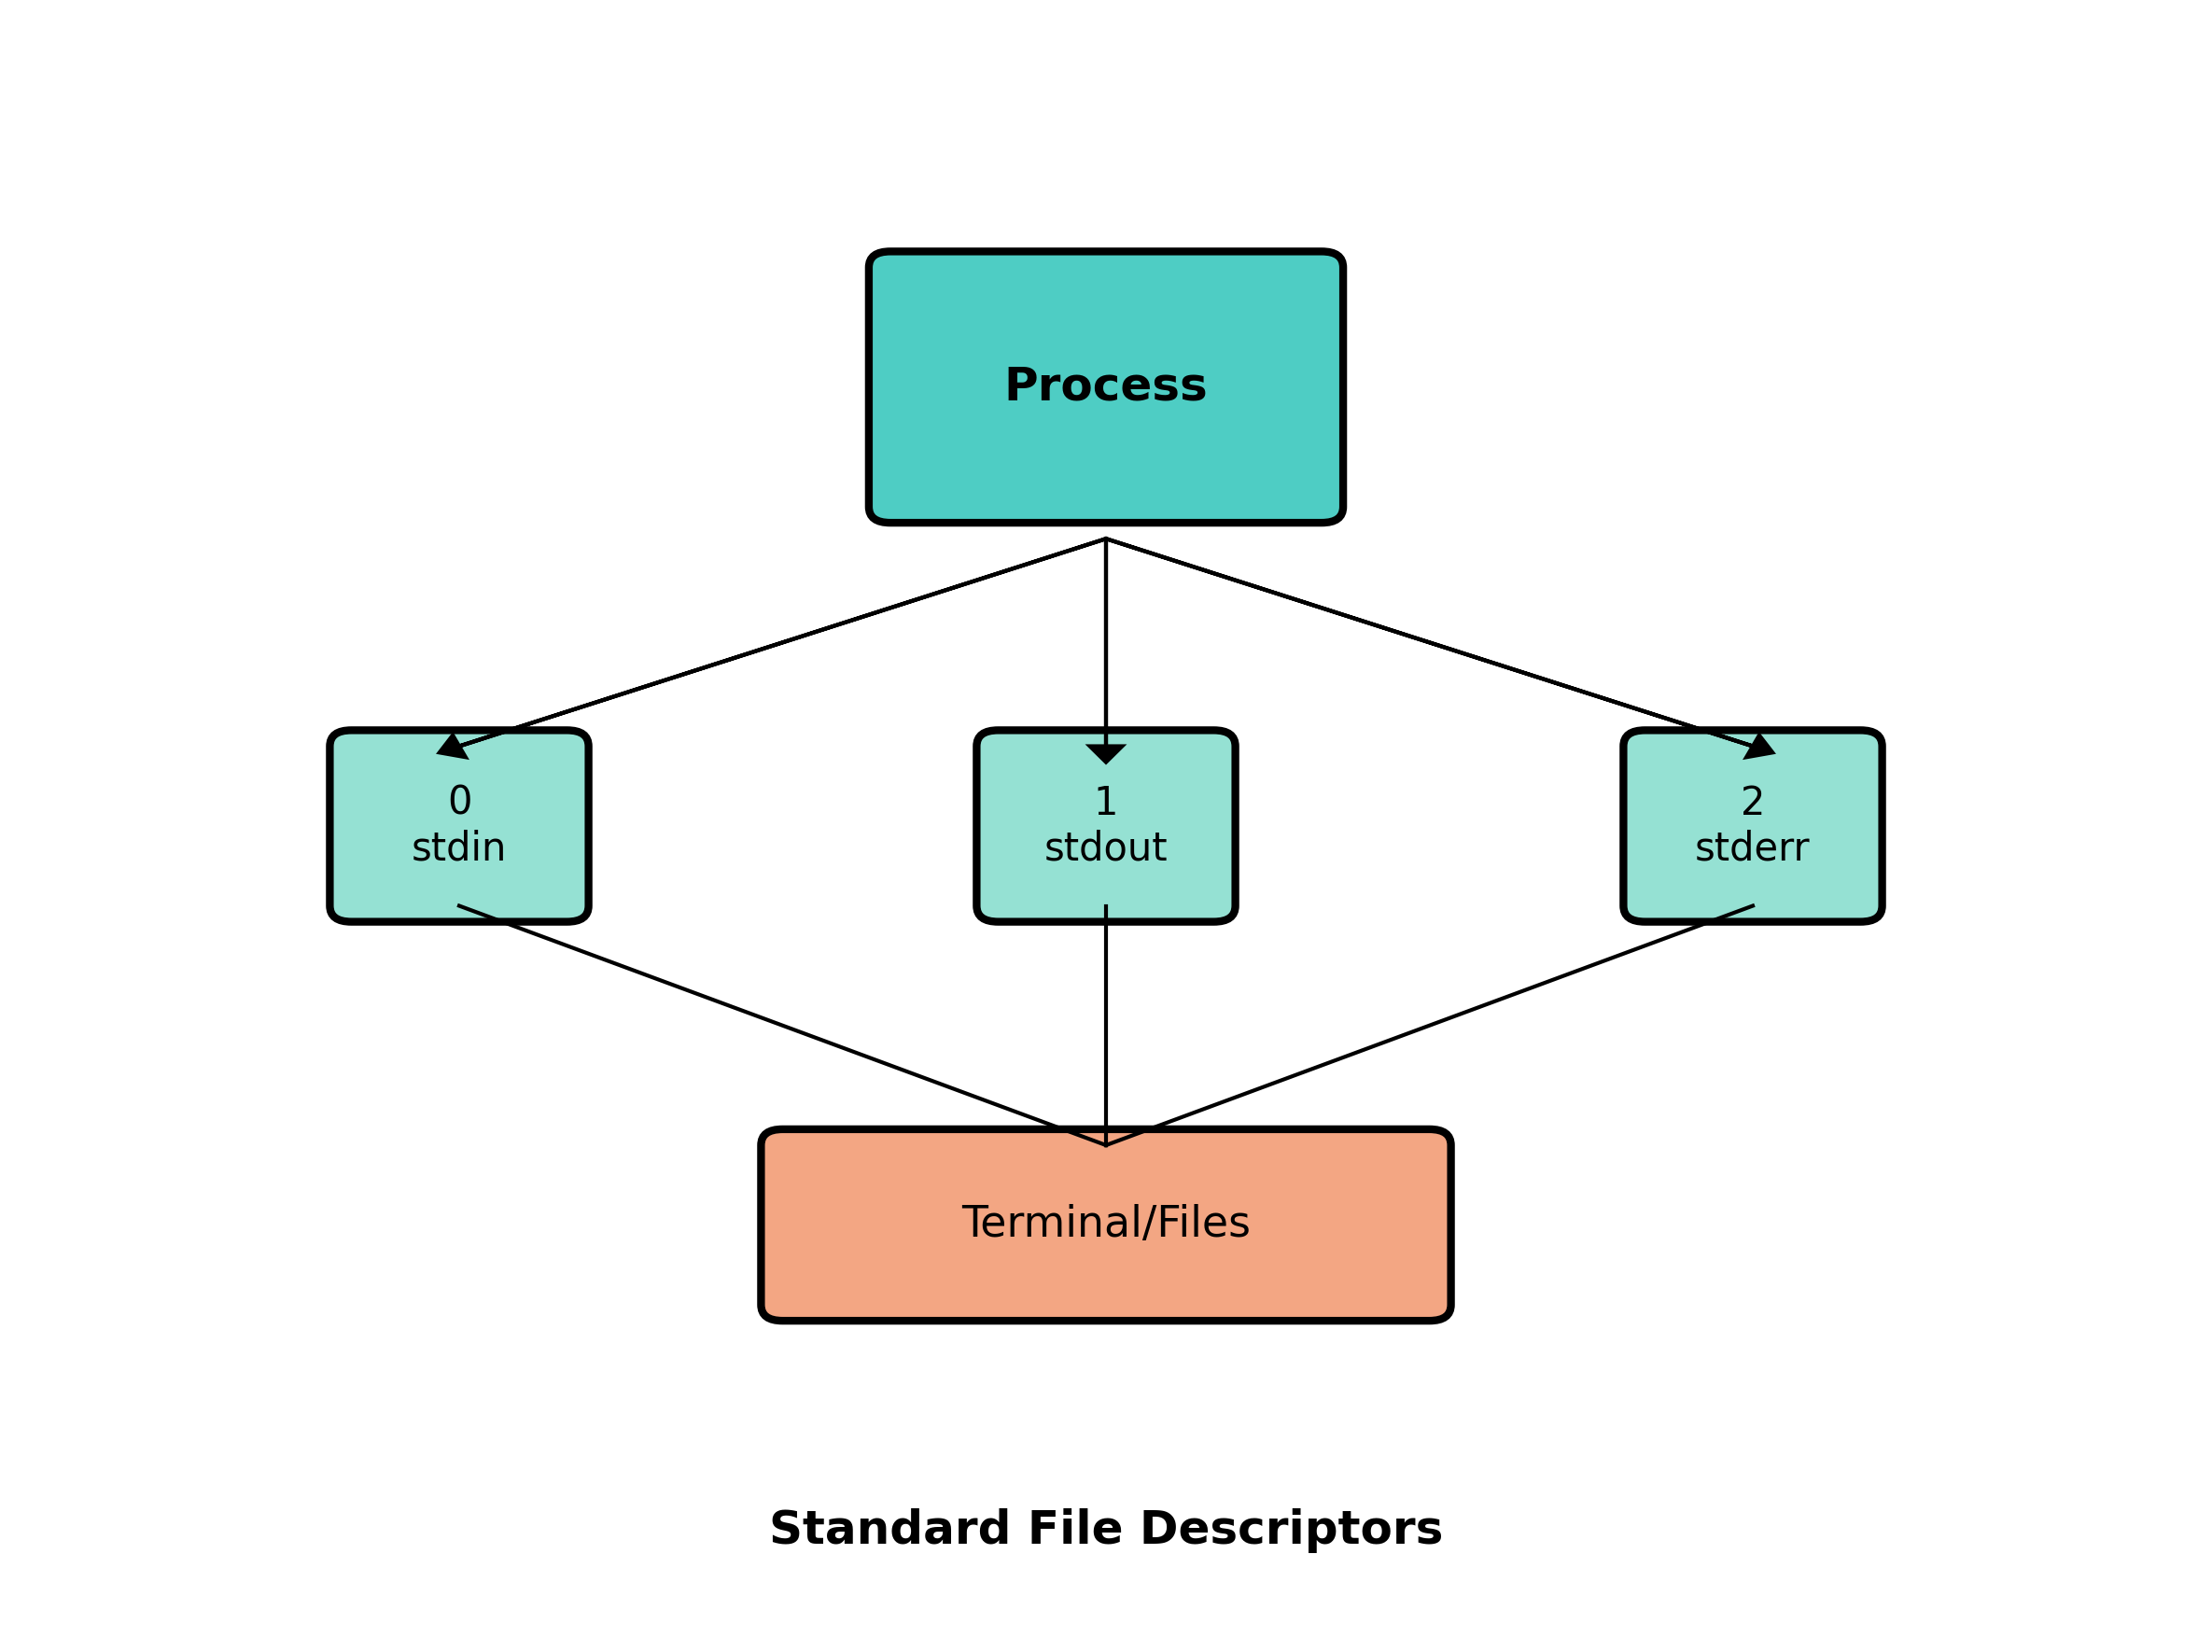 Process
0
stdin
1
stdout
2
stderr
Terminal/Files
Standard File Descriptors